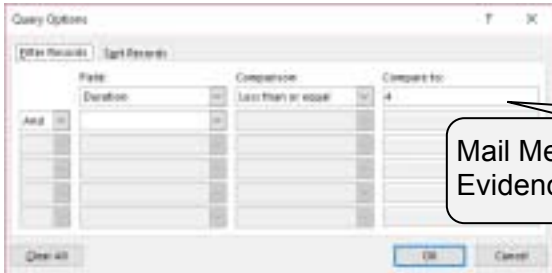 Query Options ? ×
Filter Records Sort Records
Field: Comparison: Compare to:
Duration Less than or equal 4
And
Mail Me
Evidenc
Clear All OK Cancel